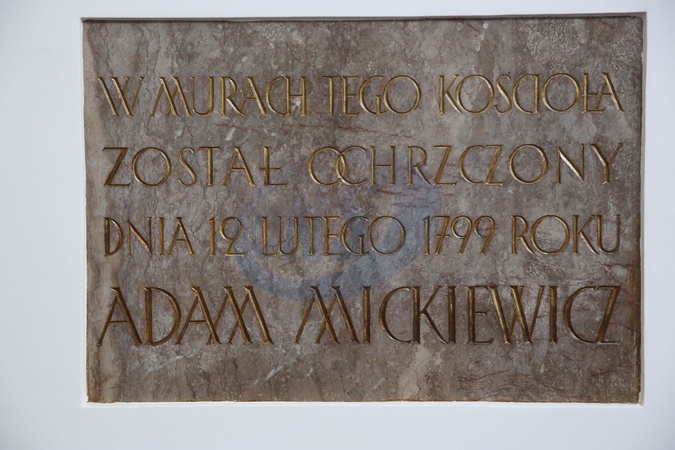 W MURACH TEGO KOSCIOŁA
ZOSTAŁ OCHRZCZONY
DNIA 12 LUTEGO 1799 ROKU
ADAM MICKIEWICZ